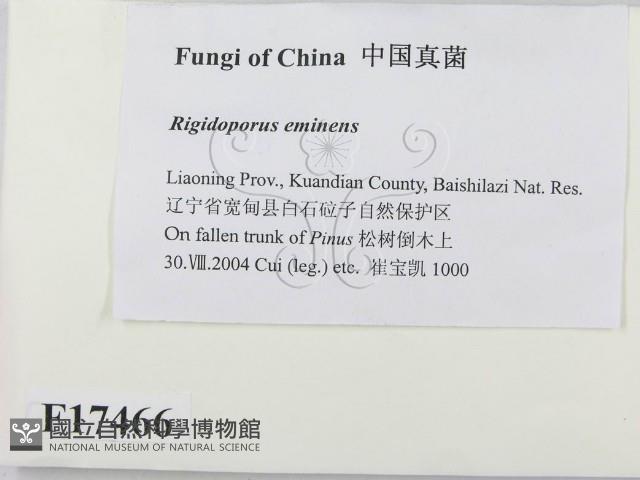 Fungi of China 中国真菌
Rigidoporus eminens
Liaoning Prov., Kuandian County, Baishilazi Nat. Res.
辽宁省宽甸县白石砬子自然保护区
On fallen trunk of Pinus 松树倒木上
30.Ⅷ.2004 Cui (leg.) etc. 崔宝凯 1000
F17466
國立自然科學博物館
NATIONAL MUSEUM OF NATURAL SCIENCE